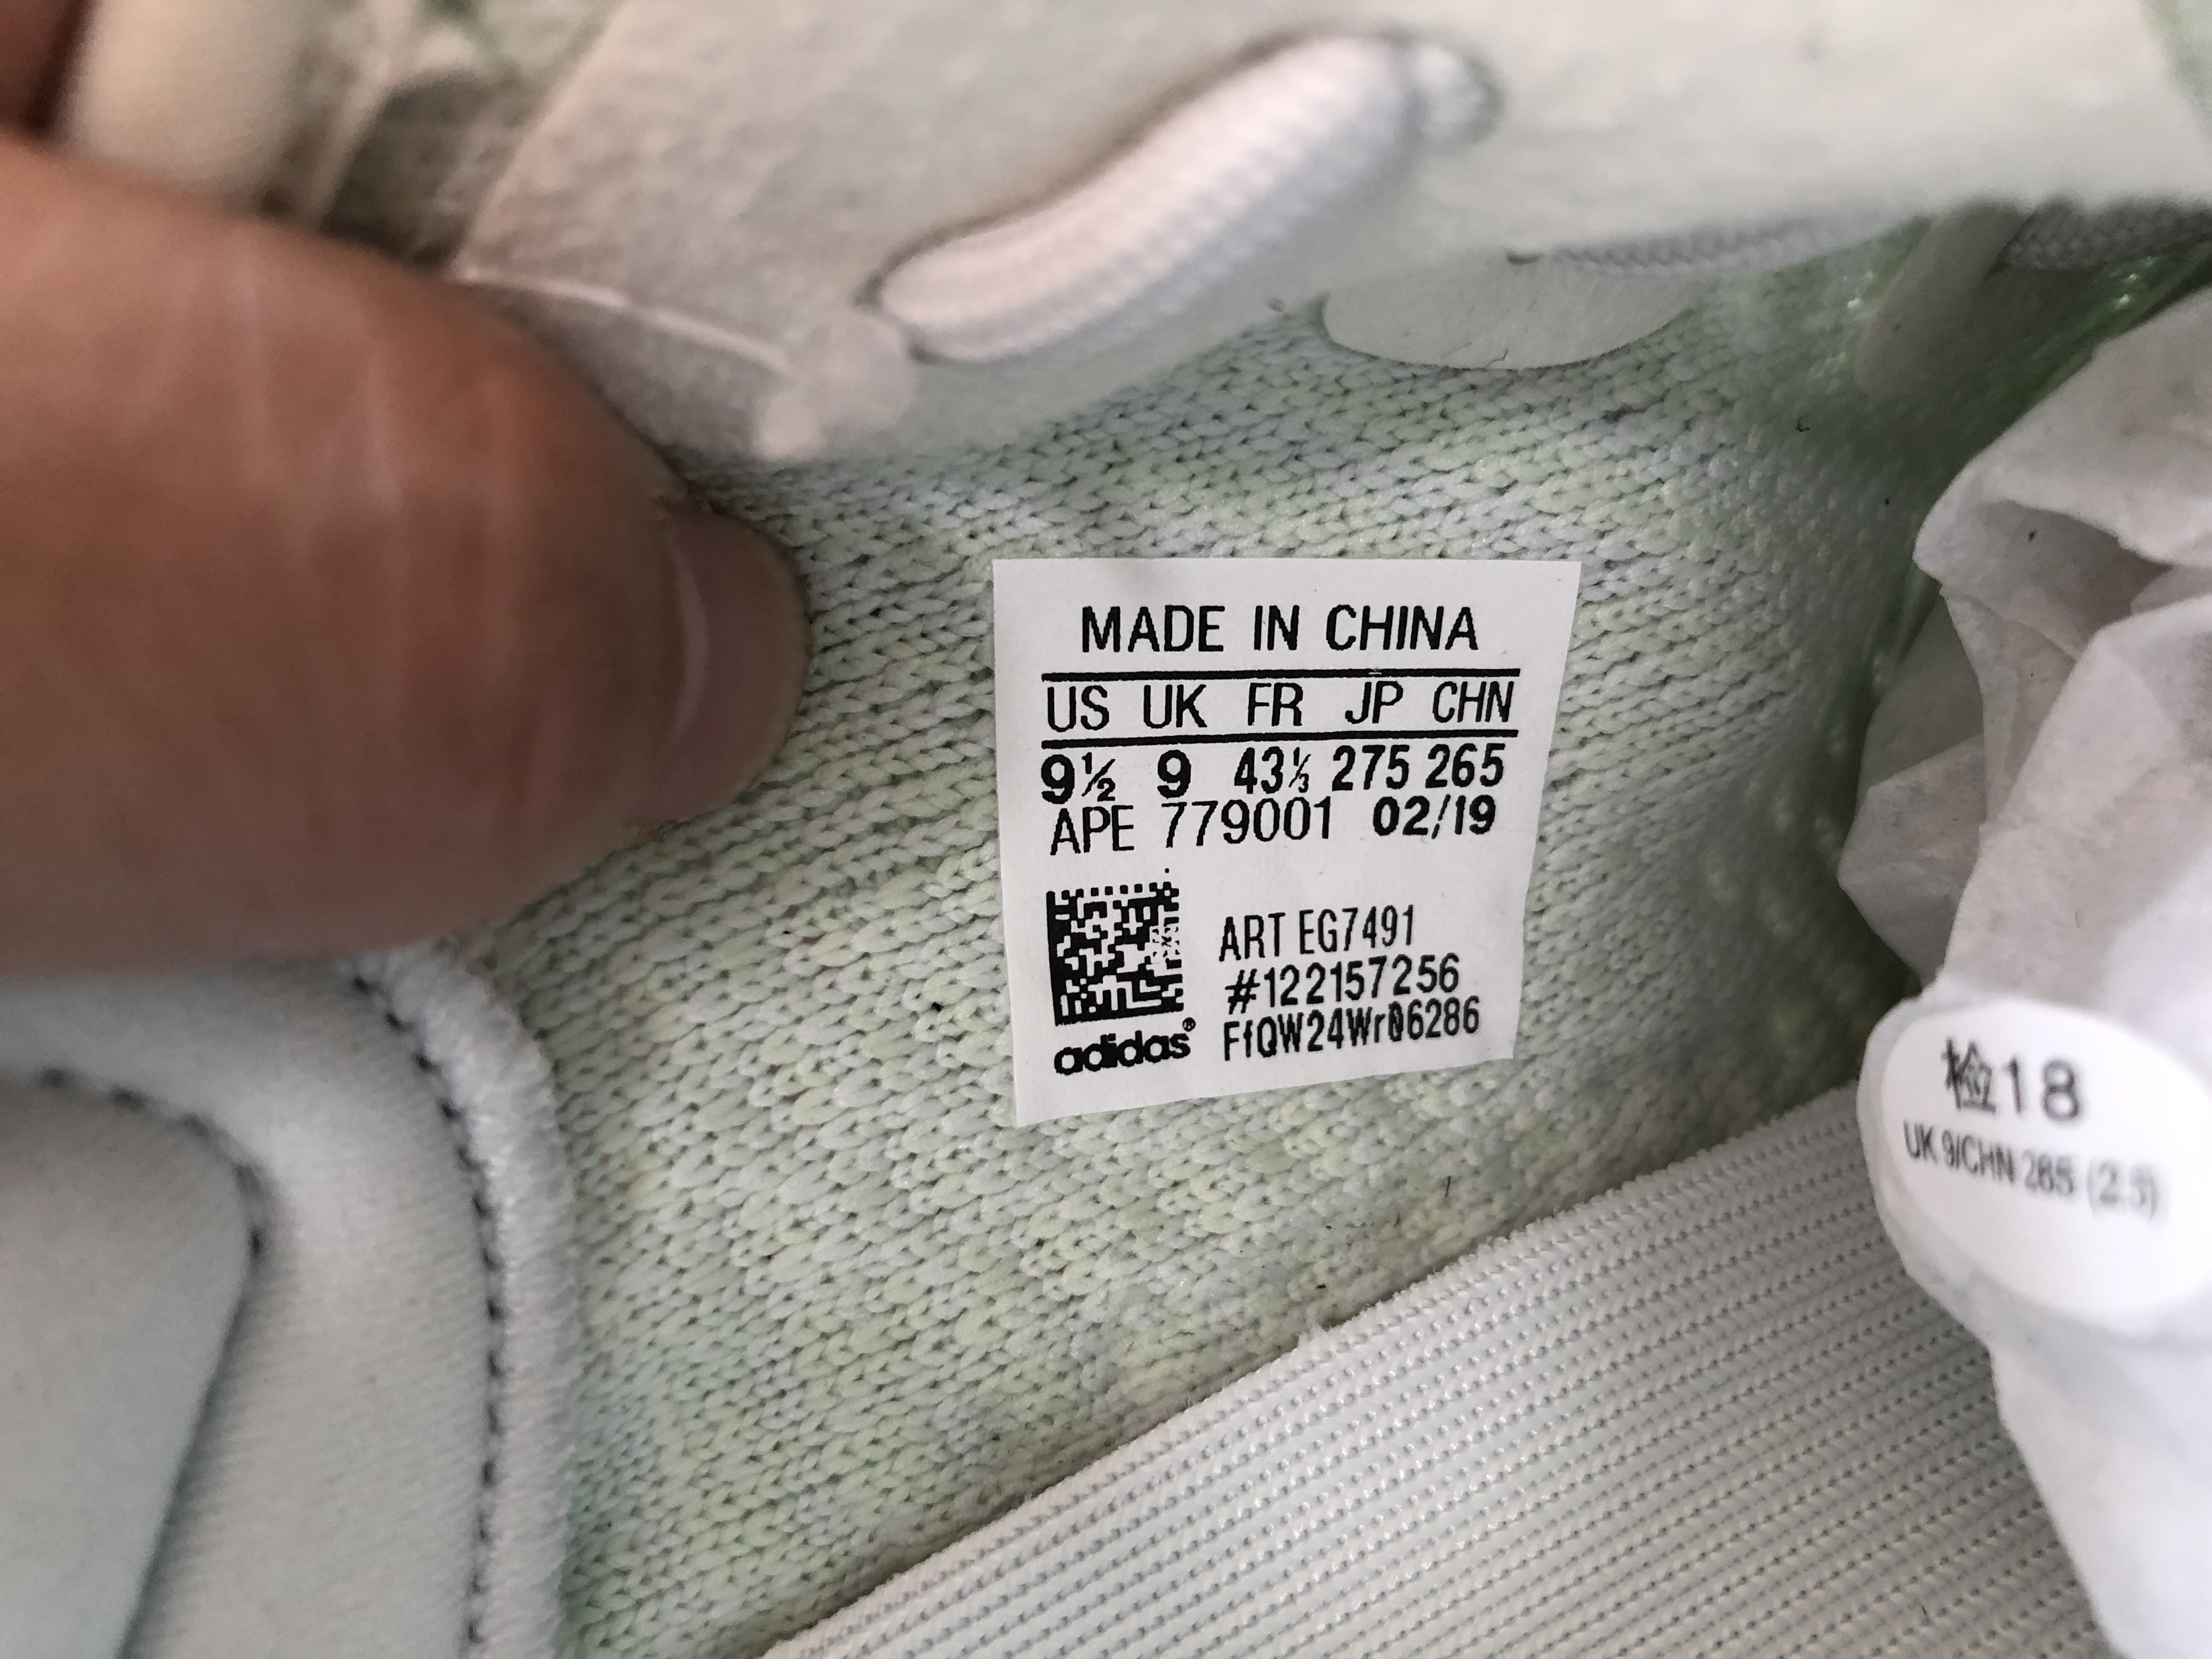 MADE IN CHINA
US UK FR JP CHN
9½ 9 43⅓ 275 265
APE 779001 02/19
ART EG7491
#122157256
FfQW24Wr06286
adidas®
检18
UK 9/CHN 265 (2.5)